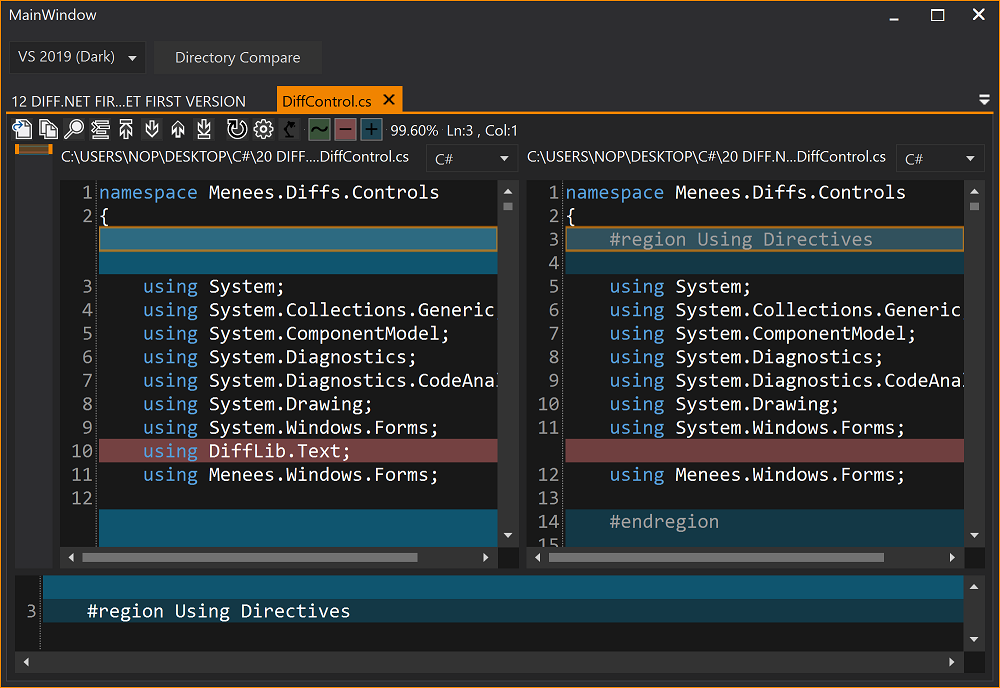 MainWindow
VS 2019 (Dark) Directory Compare
12 DIFF.NET FIR...ET FIRST VERSION DiffControl.cs
99.60% Ln:3 , Col:1
C:\USERS\NOP\DESKTOP\C#\20 DIFF....DiffControl.cs C#
1 namespace Menees.Diffs.Controls
2 {
3 using System;
4 using System.Collections.Generic
5 using System.ComponentModel;
6 using System.Diagnostics;
7 using System.Diagnostics.CodeAnal
8 using System.Drawing;
9 using System.Windows.Forms;
10 using DiffLib.Text;
11 using Menees.Windows.Forms;
12
C:\USERS\NOP\DESKTOP\C#\20 DIFF.N...DiffControl.cs C#
1 namespace Menees.Diffs.Controls
2 {
3 #region Using Directives
4
5 using System;
6 using System.Collections.Generic
7 using System.ComponentModel;
8 using System.Diagnostics;
9 using System.Diagnostics.CodeAnal
10 using System.Drawing;
11 using System.Windows.Forms;
12 using Menees.Windows.Forms;
13
14 #endregion
15
3 #region Using Directives